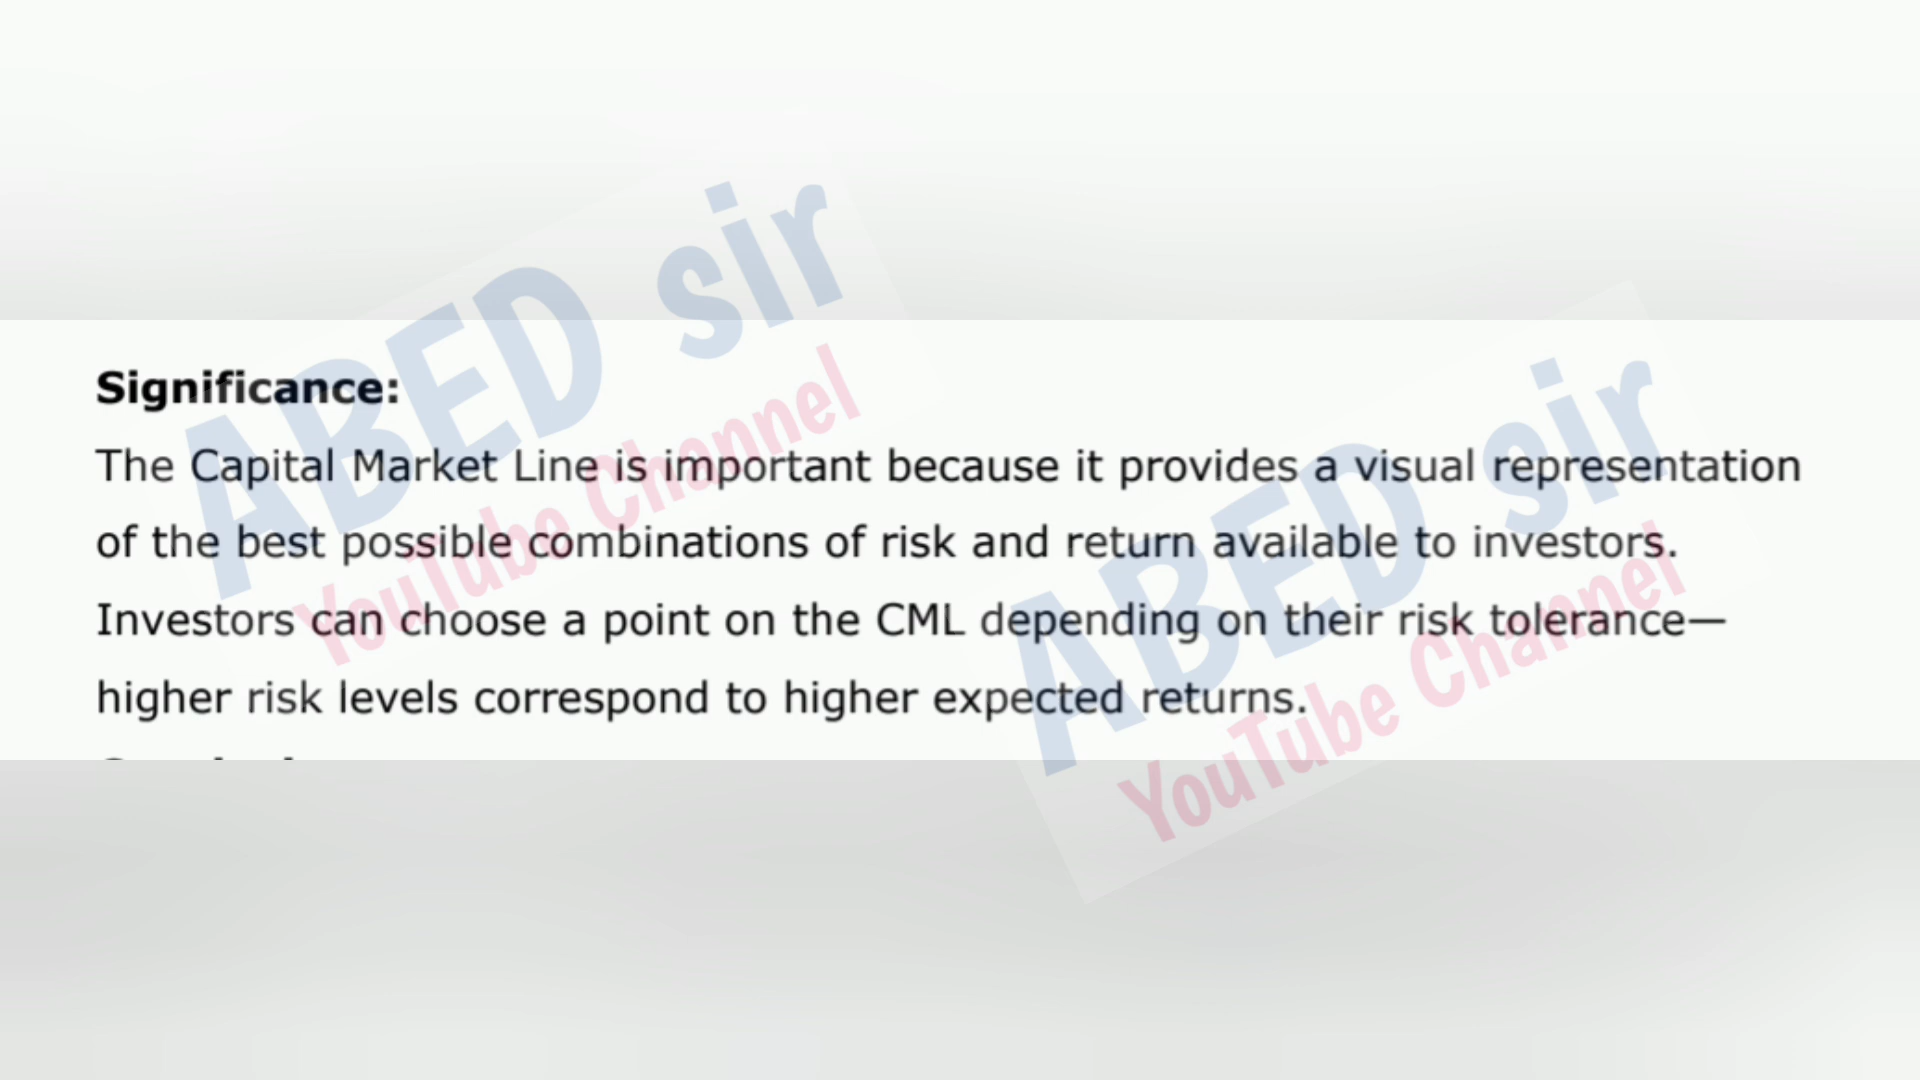 Significance:
The Capital Market Line is important because it provides a visual representation
of the best possible combinations of risk and return available to investors.
Investors can choose a point on the CML depending on their risk tolerance—
higher risk levels correspond to higher expected returns.
ABED sir
YouTube Channel
ABED sir
YouTube Channel